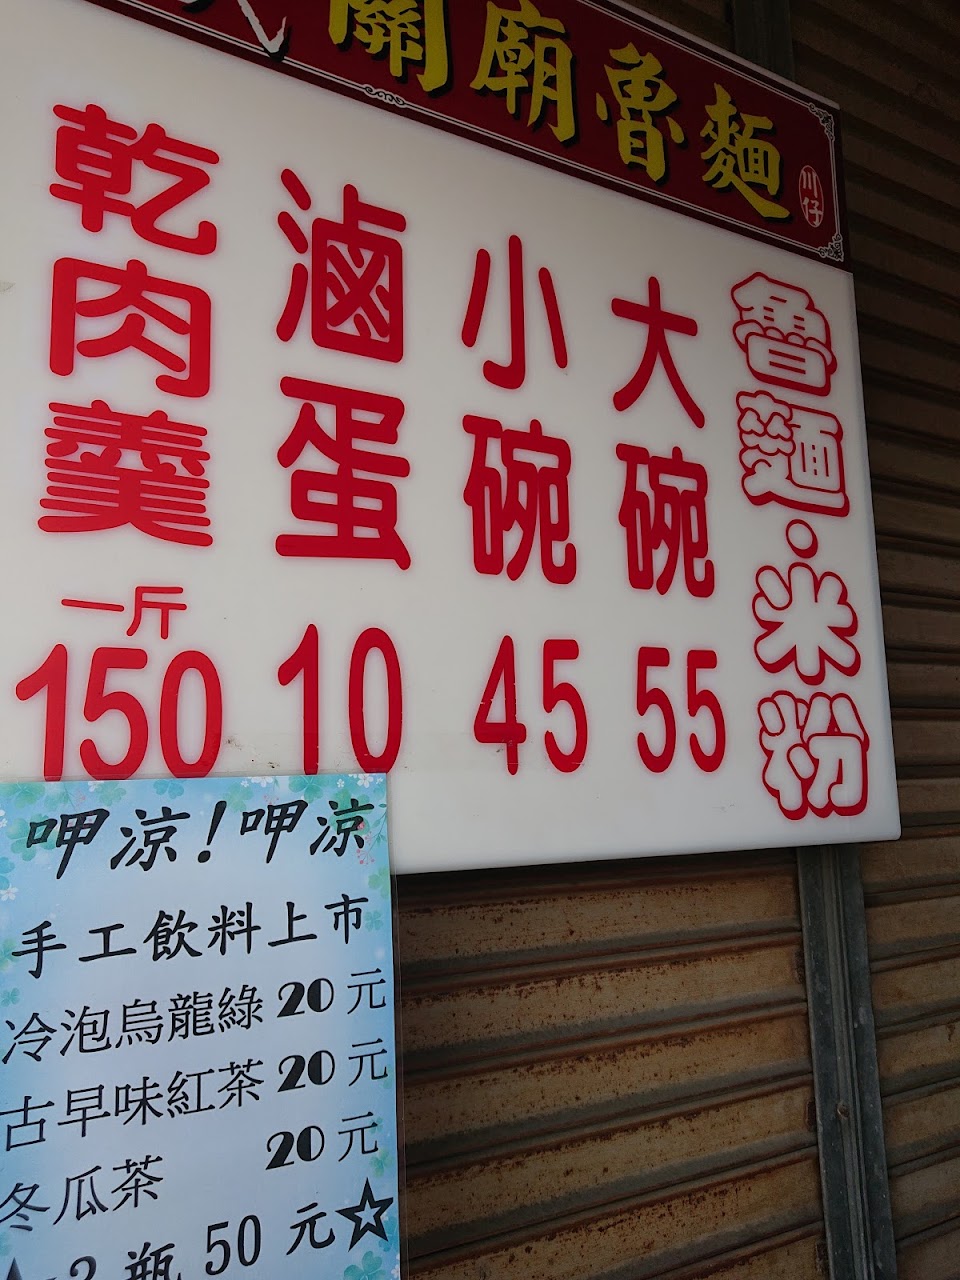 關廟魯麵
川仔
魯麵·米粉
大碗 55
小碗 45
滷蛋 10
乾肉羹 一斤 150
呷涼!呷涼
手工飲料上市
冷泡烏龍綠 20元
古早味紅茶 20元
冬瓜茶 20元
瓶 50 元☆